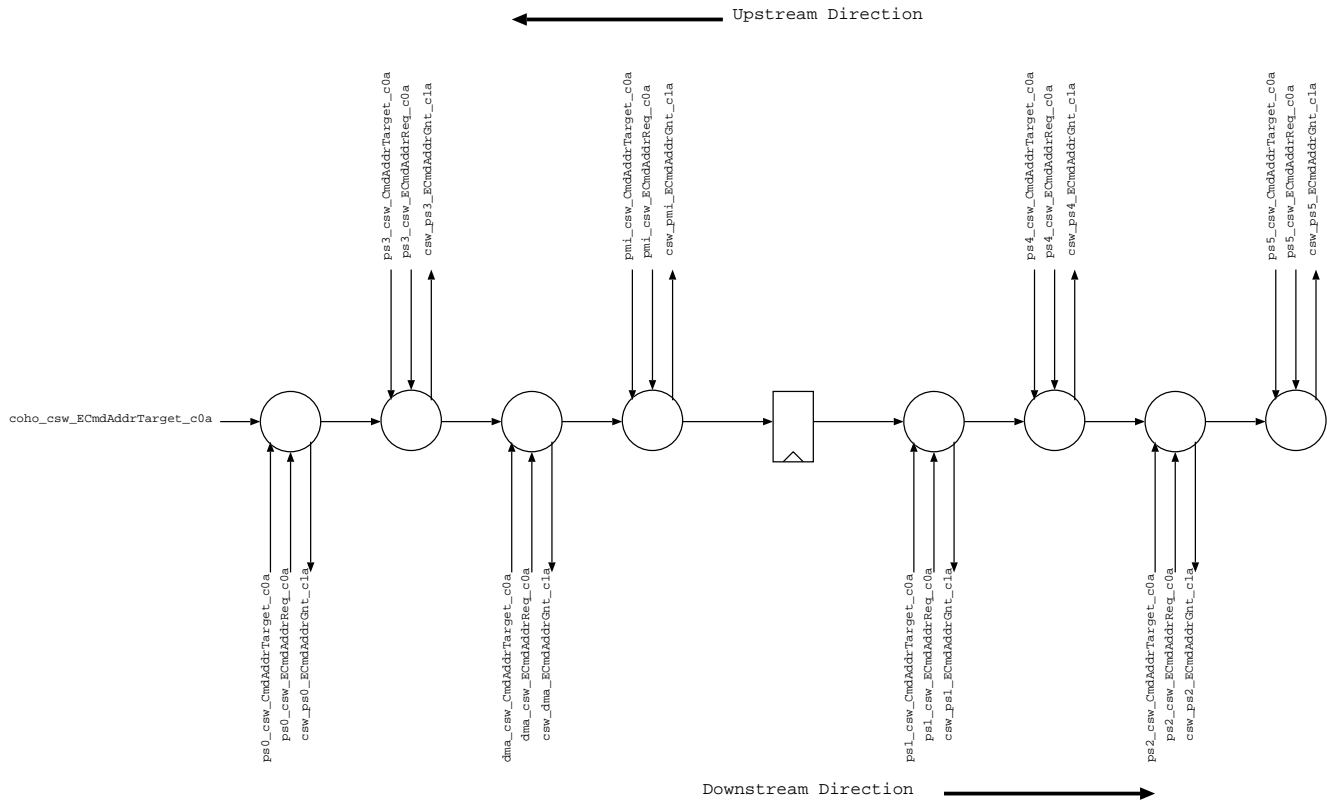 Upstream Direction
ps3_csw_CmdAddrTarget_c0a
ps3_csw_ECmdAddrReq_c0a
csw_ps3_ECmdAddrGnt_c1a
pmi_csw_CmdAddrTarget_c0a
pmi_csw_ECmdAddrReq_c0a
csw_pmi_ECmdAddrGnt_c1a
ps4_csw_CmdAddrTarget_c0a
ps4_csw_ECmdAddrReq_c0a
csw_ps4_ECmdAddrGnt_c1a
ps5_csw_CmdAddrTarget_c0a
ps5_csw_ECmdAddrReq_c0a
csw_ps5_ECmdAddrGnt_c1a
coho_csw_ECmdAddrTarget_c0a
ps0_csw_CmdAddrTarget_c0a
ps0_csw_ECmdAddrReq_c0a
csw_ps0_ECmdAddrGnt_c1a
dma_csw_CmdAddrTarget_c0a
dma_csw_ECmdAddrReq_c0a
csw_dma_ECmdAddrGnt_c1a
ps1_csw_CmdAddrTarget_c0a
ps1_csw_ECmdAddrReq_c0a
csw_ps1_ECmdAddrGnt_c1a
ps2_csw_CmdAddrTarget_c0a
ps2_csw_ECmdAddrReq_c0a
csw_ps2_ECmdAddrGnt_c1a
Downstream Direction